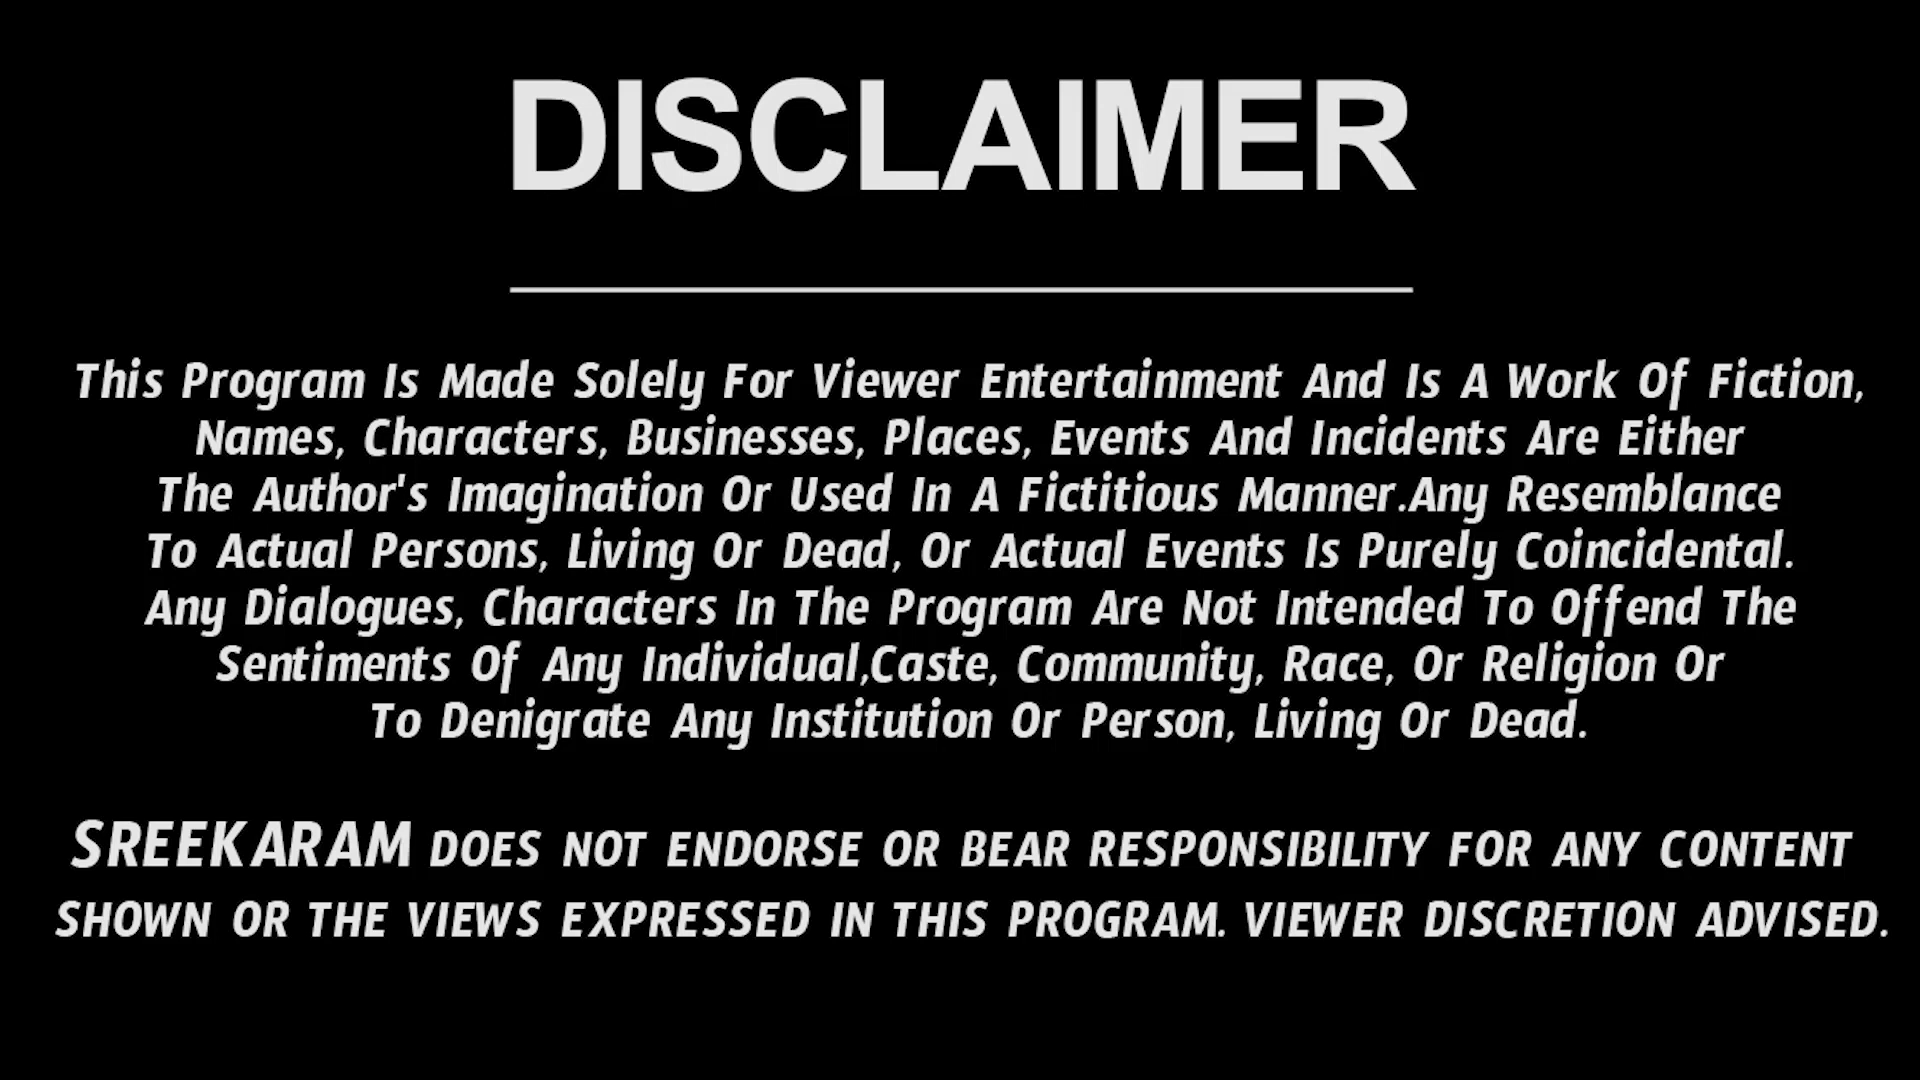 DISCLAIMER
This Program Is Made Solely For Viewer Entertainment And Is A Work Of Fiction,
Names, Characters, Businesses, Places, Events And Incidents Are Either
The Author's Imagination Or Used In A Fictitious Manner.Any Resemblance
To Actual Persons, Living Or Dead, Or Actual Events Is Purely Coincidental.
Any Dialogues, Characters In The Program Are Not Intended To Offend The
Sentiments Of Any Individual,Caste, Community, Race, Or Religion Or
To Denigrate Any Institution Or Person, Living Or Dead.
SREEKARAM DOES NOT ENDORSE OR BEAR RESPONSIBILITY FOR ANY CONTENT
SHOWN OR THE VIEWS EXPRESSED IN THIS PROGRAM. VIEWER DISCRETION ADVISED.